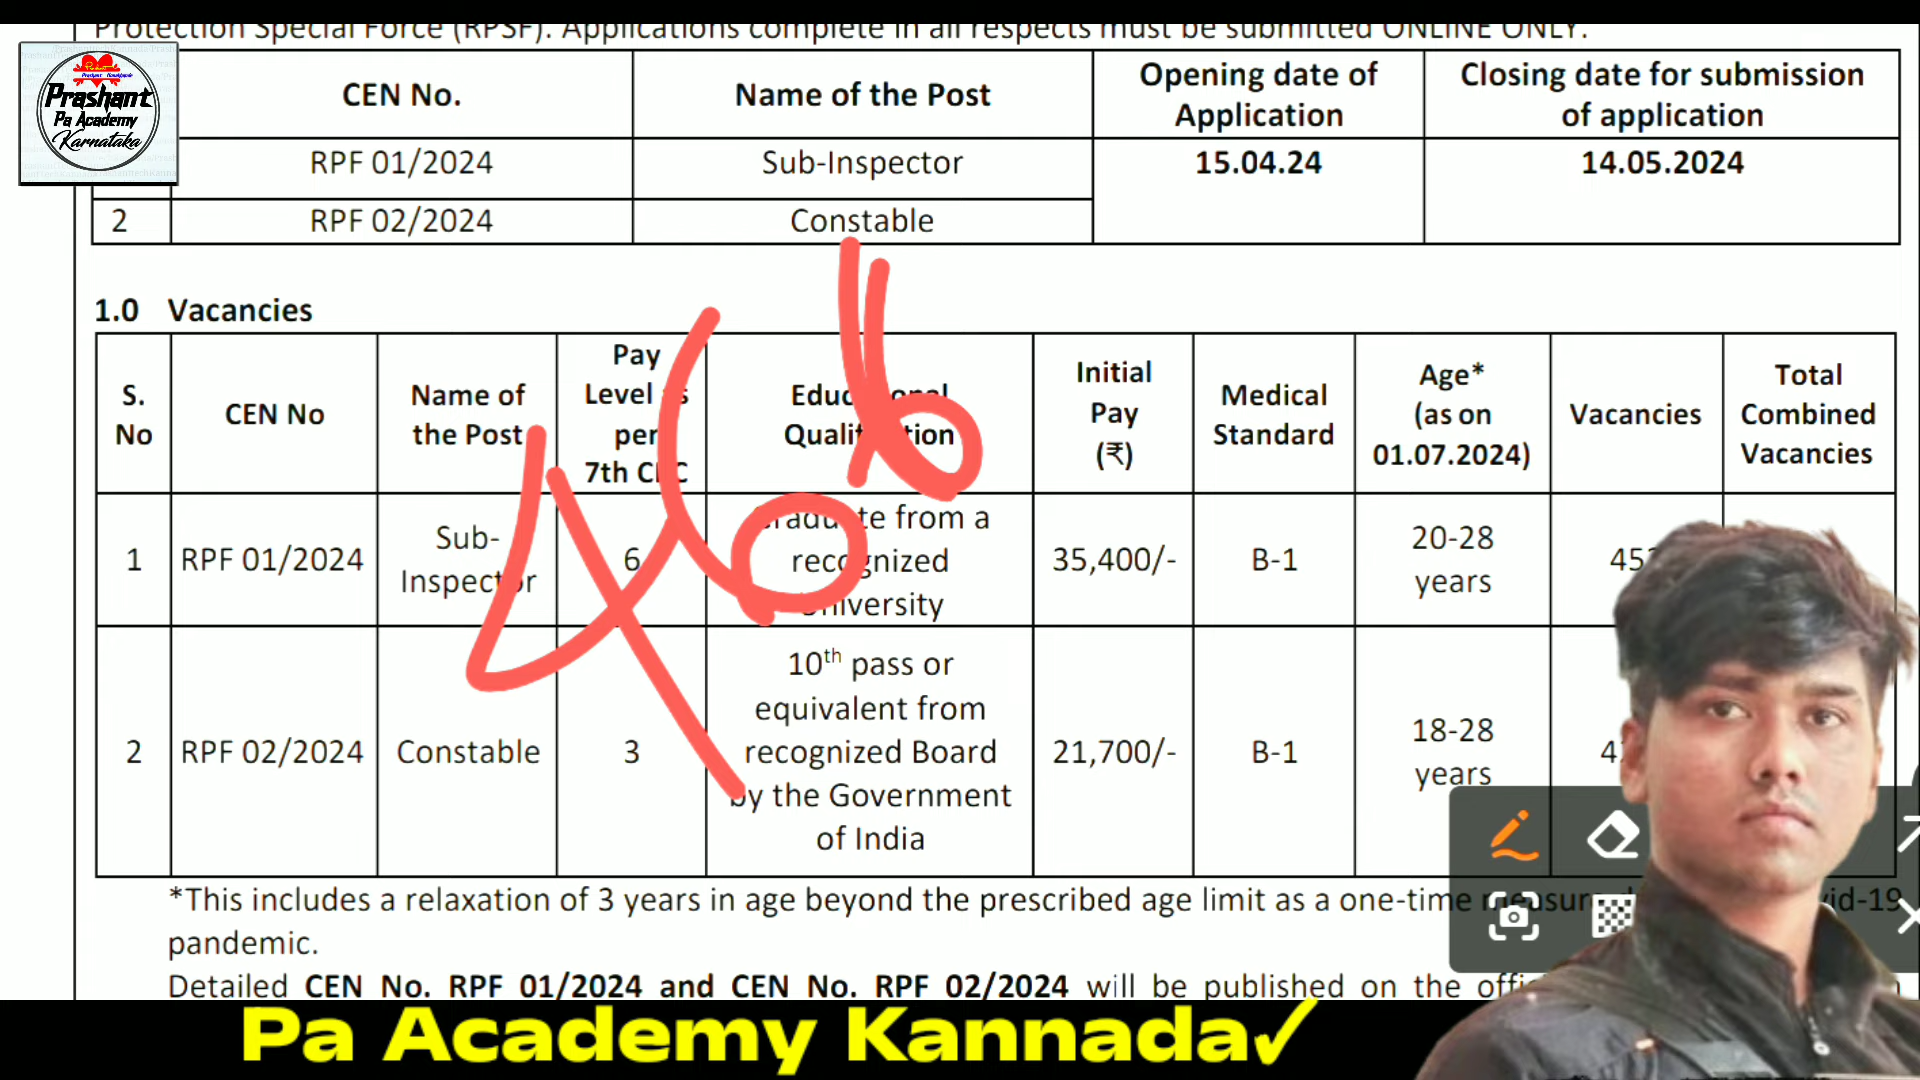 Protection Special Force (RPSF). Applications complete in all respects must be submitted ONLINE ONLY.
Prashant
Pa Academy
Karnataka
CEN No. Name of the Post Opening date of Application Closing date for submission of application
RPF 01/2024 Sub-Inspector 15.04.24 14.05.2024
2 RPF 02/2024 Constable
1.0 Vacancies
S. No CEN No Name of the Post Pay Level per 7th Educational Qualification Initial Pay (₹) Medical Standard Age* (as on 01.07.2024) Vacancies Total Combined Vacancies
1 RPF 01/2024 Sub-Inspector 6 Graduate from a recognized University 35,400/- B-1 20-28 years
2 RPF 02/2024 Constable 3 10th pass or equivalent from recognized Board by the Government of India 21,700/- B-1 18-28 years
466
*This includes a relaxation of 3 years in age beyond the prescribed age limit as a one-time measure
pandemic.
Detailed CEN No. RPF 01/2024 and CEN No. RPF 02/2024 will be published on the
Pa Academy Kannada✓